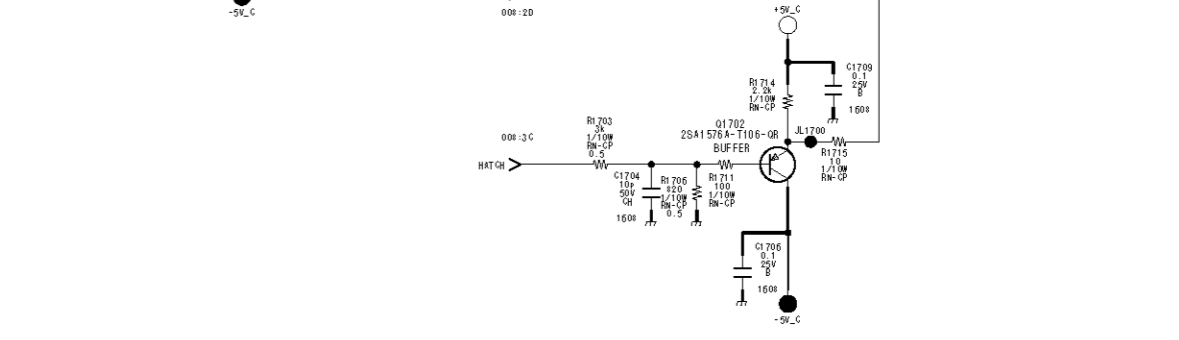 -5V_C
008:2D
+5V_C
C1709
0.1
25V
B
1608
R1714
2.2k
1/10W
RN-CP
R1703
3k
1/10W
RN-CP
0.5
008:3C
Q1702
2SA1576A-T106-QR
BUFFER
JL1700
R1715
10
1/10W
RN-CP
HATCH
C1704
10p
50V
CH
1608
R1706
820
1/10W
RN-CP
0.5
R1711
100
1/10W
RN-CP
C1706
0.1
25V
B
1608
-5V_C